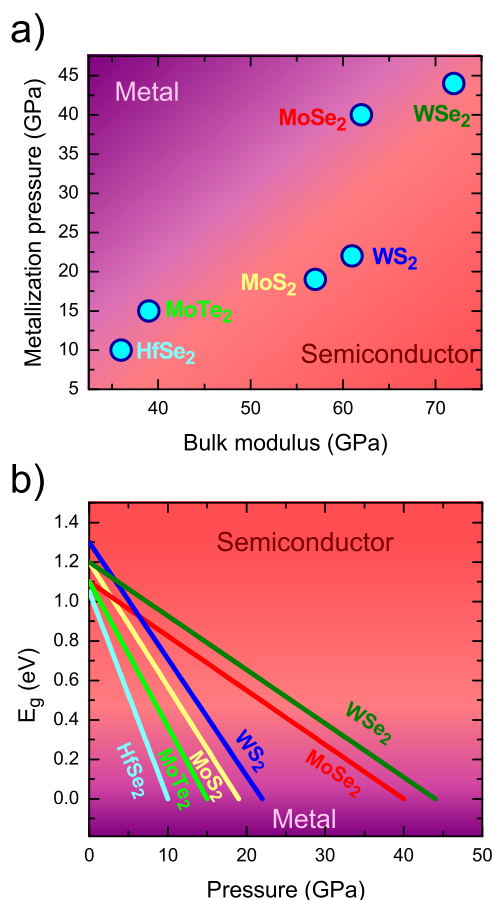 a)
Metallization pressure (GPa)
45
40
35
30
25
20
15
10
5
Metal
MoSe₂
WSe₂
WS₂
MoS₂
MoTe₂
HfSe₂
Semiconductor
40
50
60
70
Bulk modulus (GPa)
b)
E₉ (eV)
1.4
1.2
1.0
0.8
0.6
0.4
0.2
0.0
Semiconductor
HfSe₂
MoTe₂
MoS₂
WS₂
MoSe₂
WSe₂
Metal
0
10
20
30
40
50
Pressure (GPa)